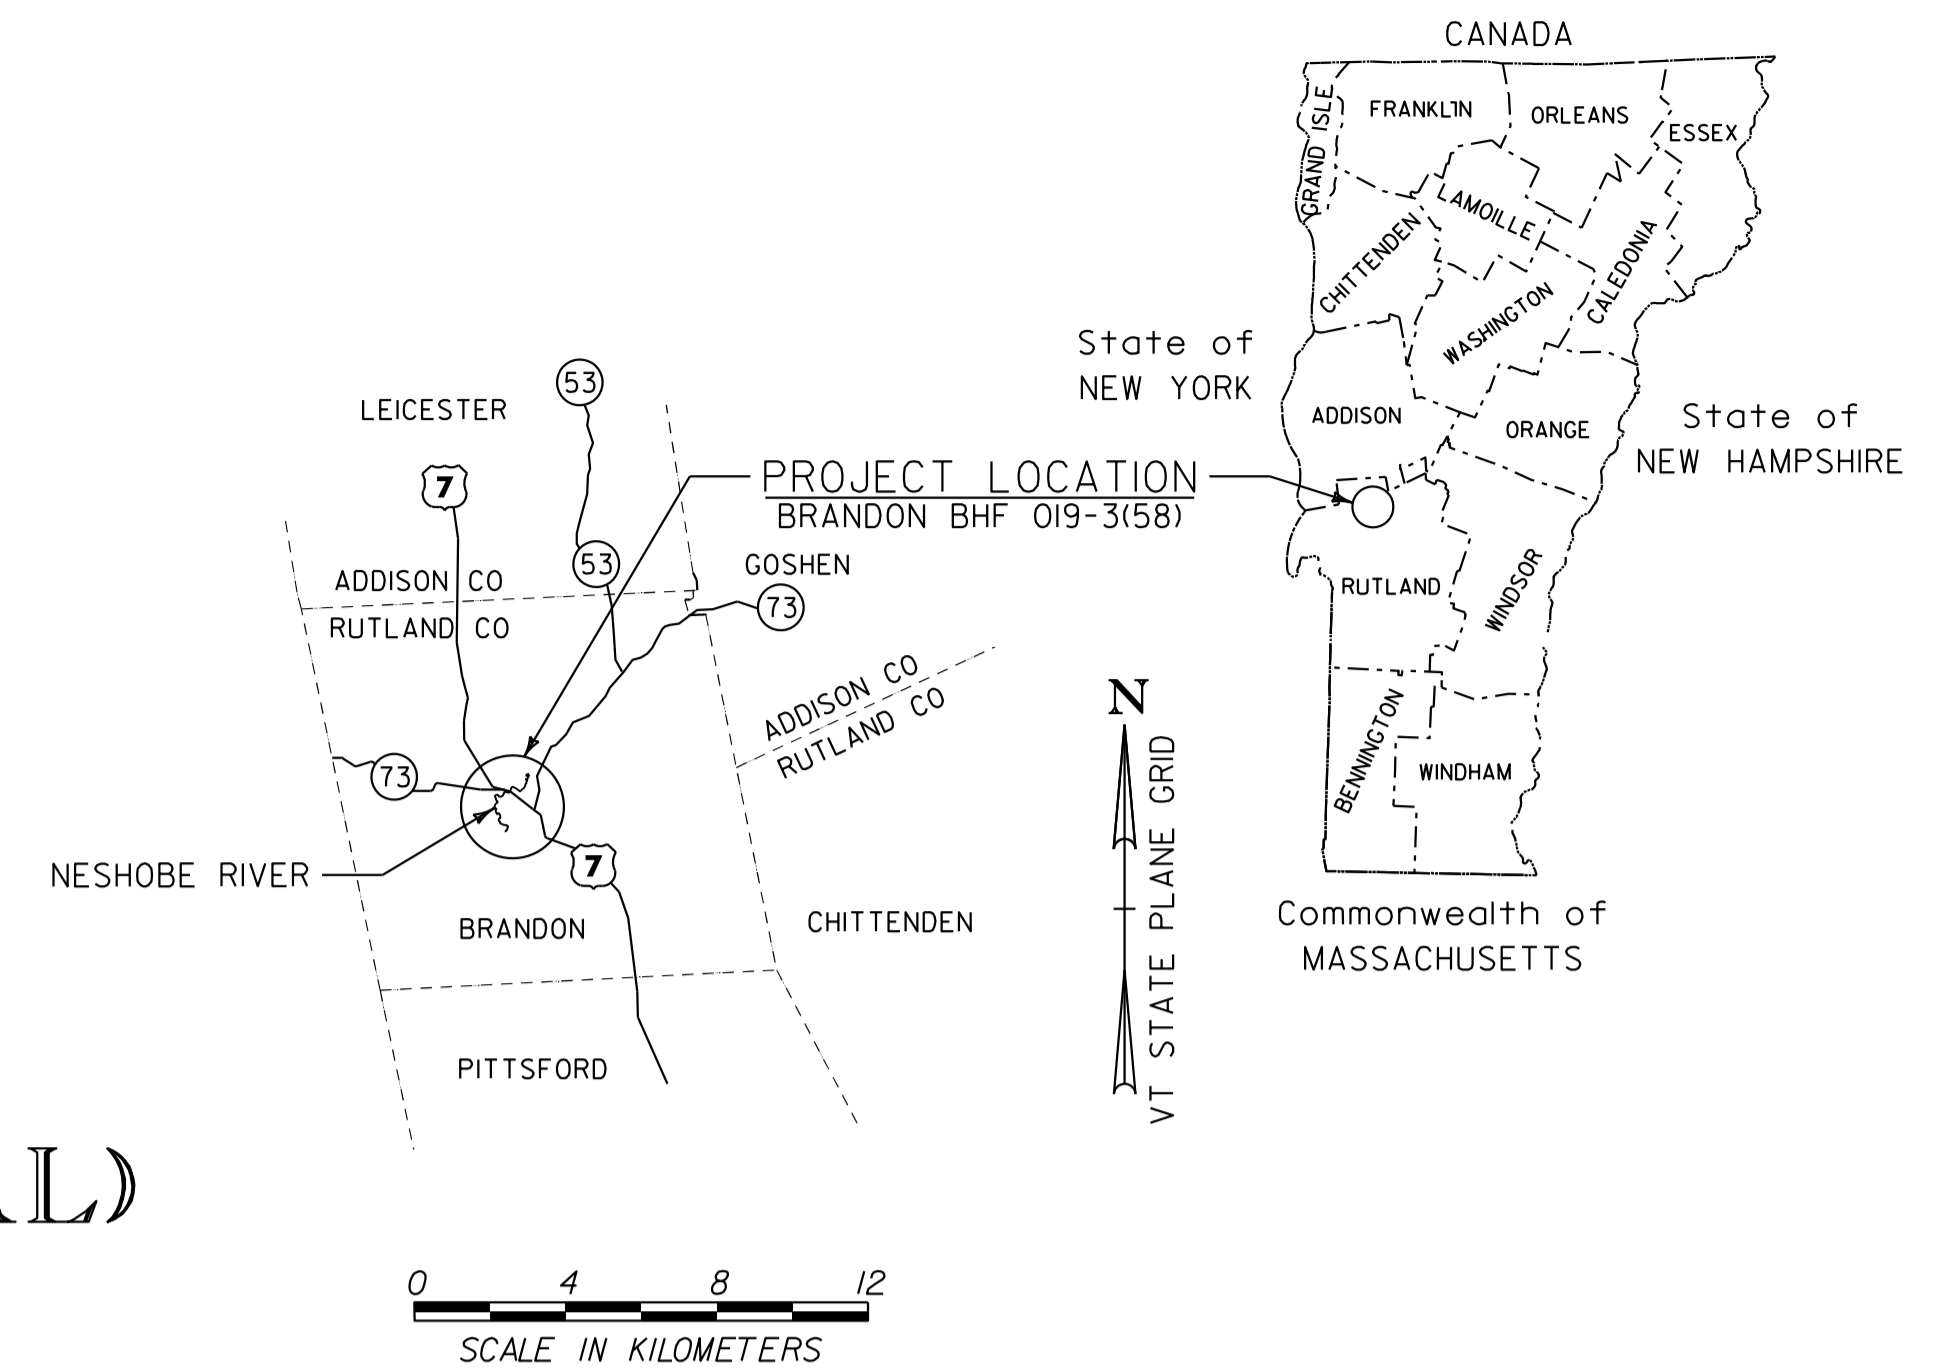 CANADA
GRAND ISLE
FRANKLIN
ORLEANS
ESSEX
LAMOILLE
CHITTENDEN
CALEDONIA
WASHINGTON
State of
NEW YORK
ADDISON
ORANGE
State of
NEW HAMPSHIRE
RUTLAND
WINDSOR
BENNINGTON
WINDHAM
Commonwealth of
MASSACHUSETTS
PROJECT LOCATION
BRANDON BHF 019-3(58)
53
LEICESTER
7
53
GOSHEN
73
ADDISON CO
RUTLAND CO
ADDISON CO
RUTLAND CO
73
NESHOBE RIVER
7
BRANDON
CHITTENDEN
PITTSFORD
N
VT STATE PLANE GRID
L)
0 4 8 12
SCALE IN KILOMETERS